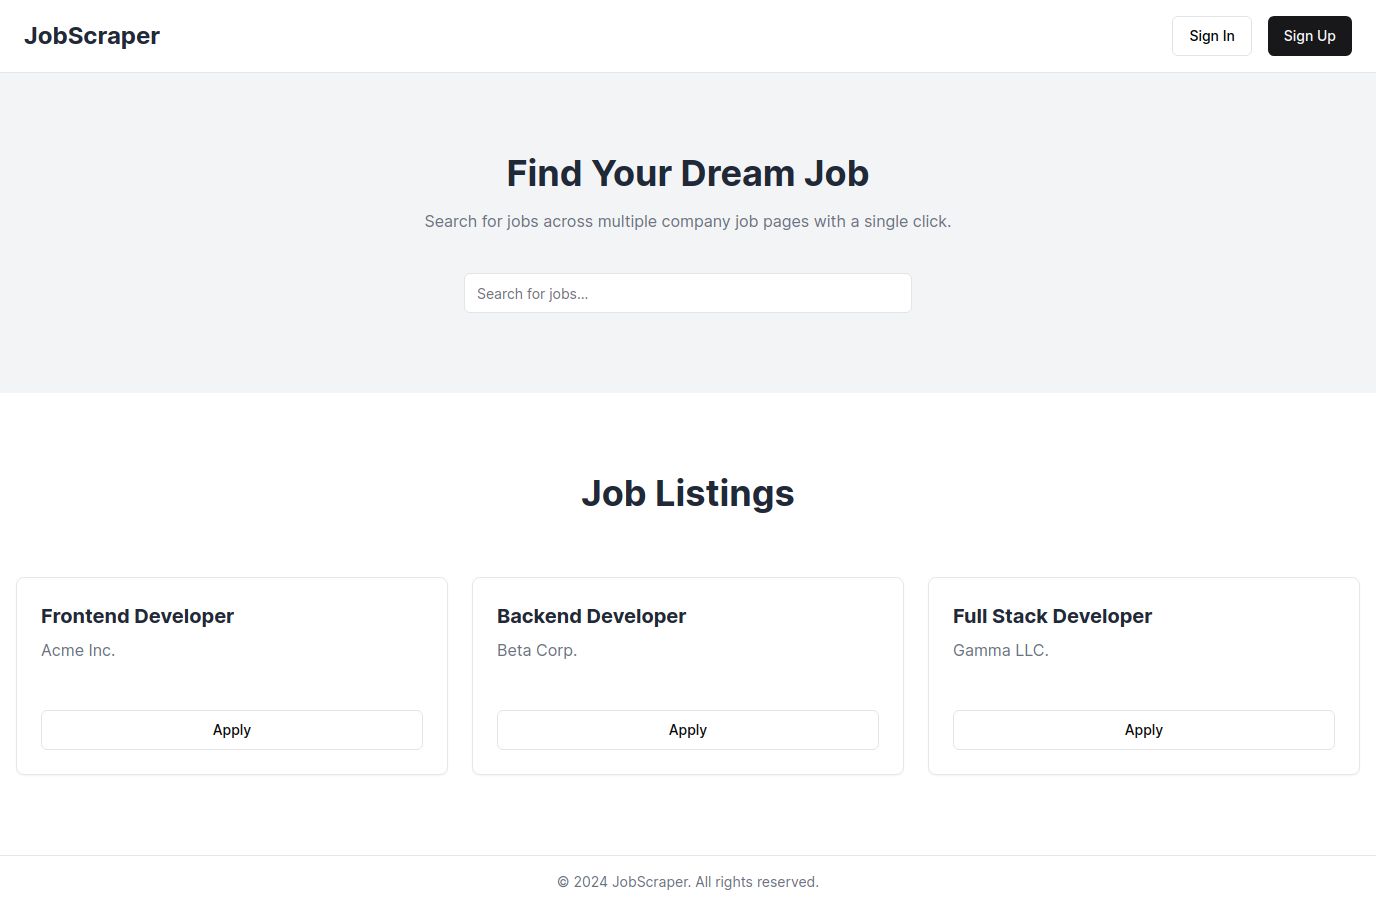 JobScraper
Sign In
Sign Up
Find Your Dream Job
Search for jobs across multiple company job pages with a single click.
Search for jobs...
Job Listings
Frontend Developer
Acme Inc.
Apply
Backend Developer
Beta Corp.
Apply
Full Stack Developer
Gamma LLC.
Apply
© 2024 JobScraper. All rights reserved.